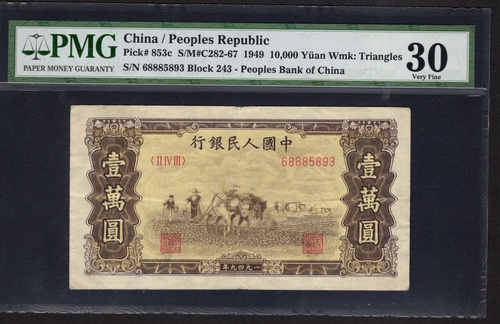 PMG
PAPER MONEY GUARANTY
China / Peoples Republic
Pick# 853c S/M#C282-67 1949 10,000 Yüan Wmk: Triangles
S/N 68885893 Block 243 - Peoples Bank of China
30
Very Fine
行銀民人國中
〈II IV III〉
68885893
壹萬圓
壹萬圓
年九四九一